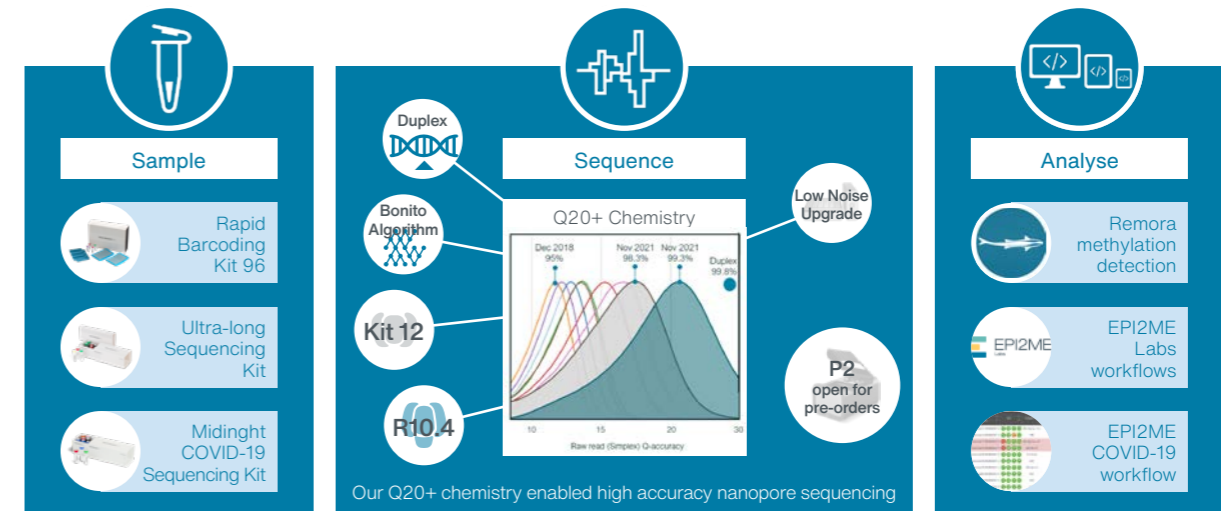 </>
</>
</>
Sample
Rapid
Barcoding
Kit 96
Ultra-long
Sequencing
Kit
Midinght
COVID-19
Sequencing Kit
Sequence
Duplex
Bonito
Algorithm
Kit 12
R10.4
Q20+ Chemistry
Dec 2018
95%
Nov 2021
98.3%
Nov 2021
99.3%
Duplex
99.8%
10
15
20
30
Raw read (Simplex) Q-accuracy
Low Noise
Upgrade
P2
open for
pre-orders
Our Q20+ chemistry enabled high accuracy nanopore sequencing
Analyse
Remora
methylation
detection
EPI2ME
Labs
EPI2ME
Labs
workflows
EPI2ME
COVID-19
workflow